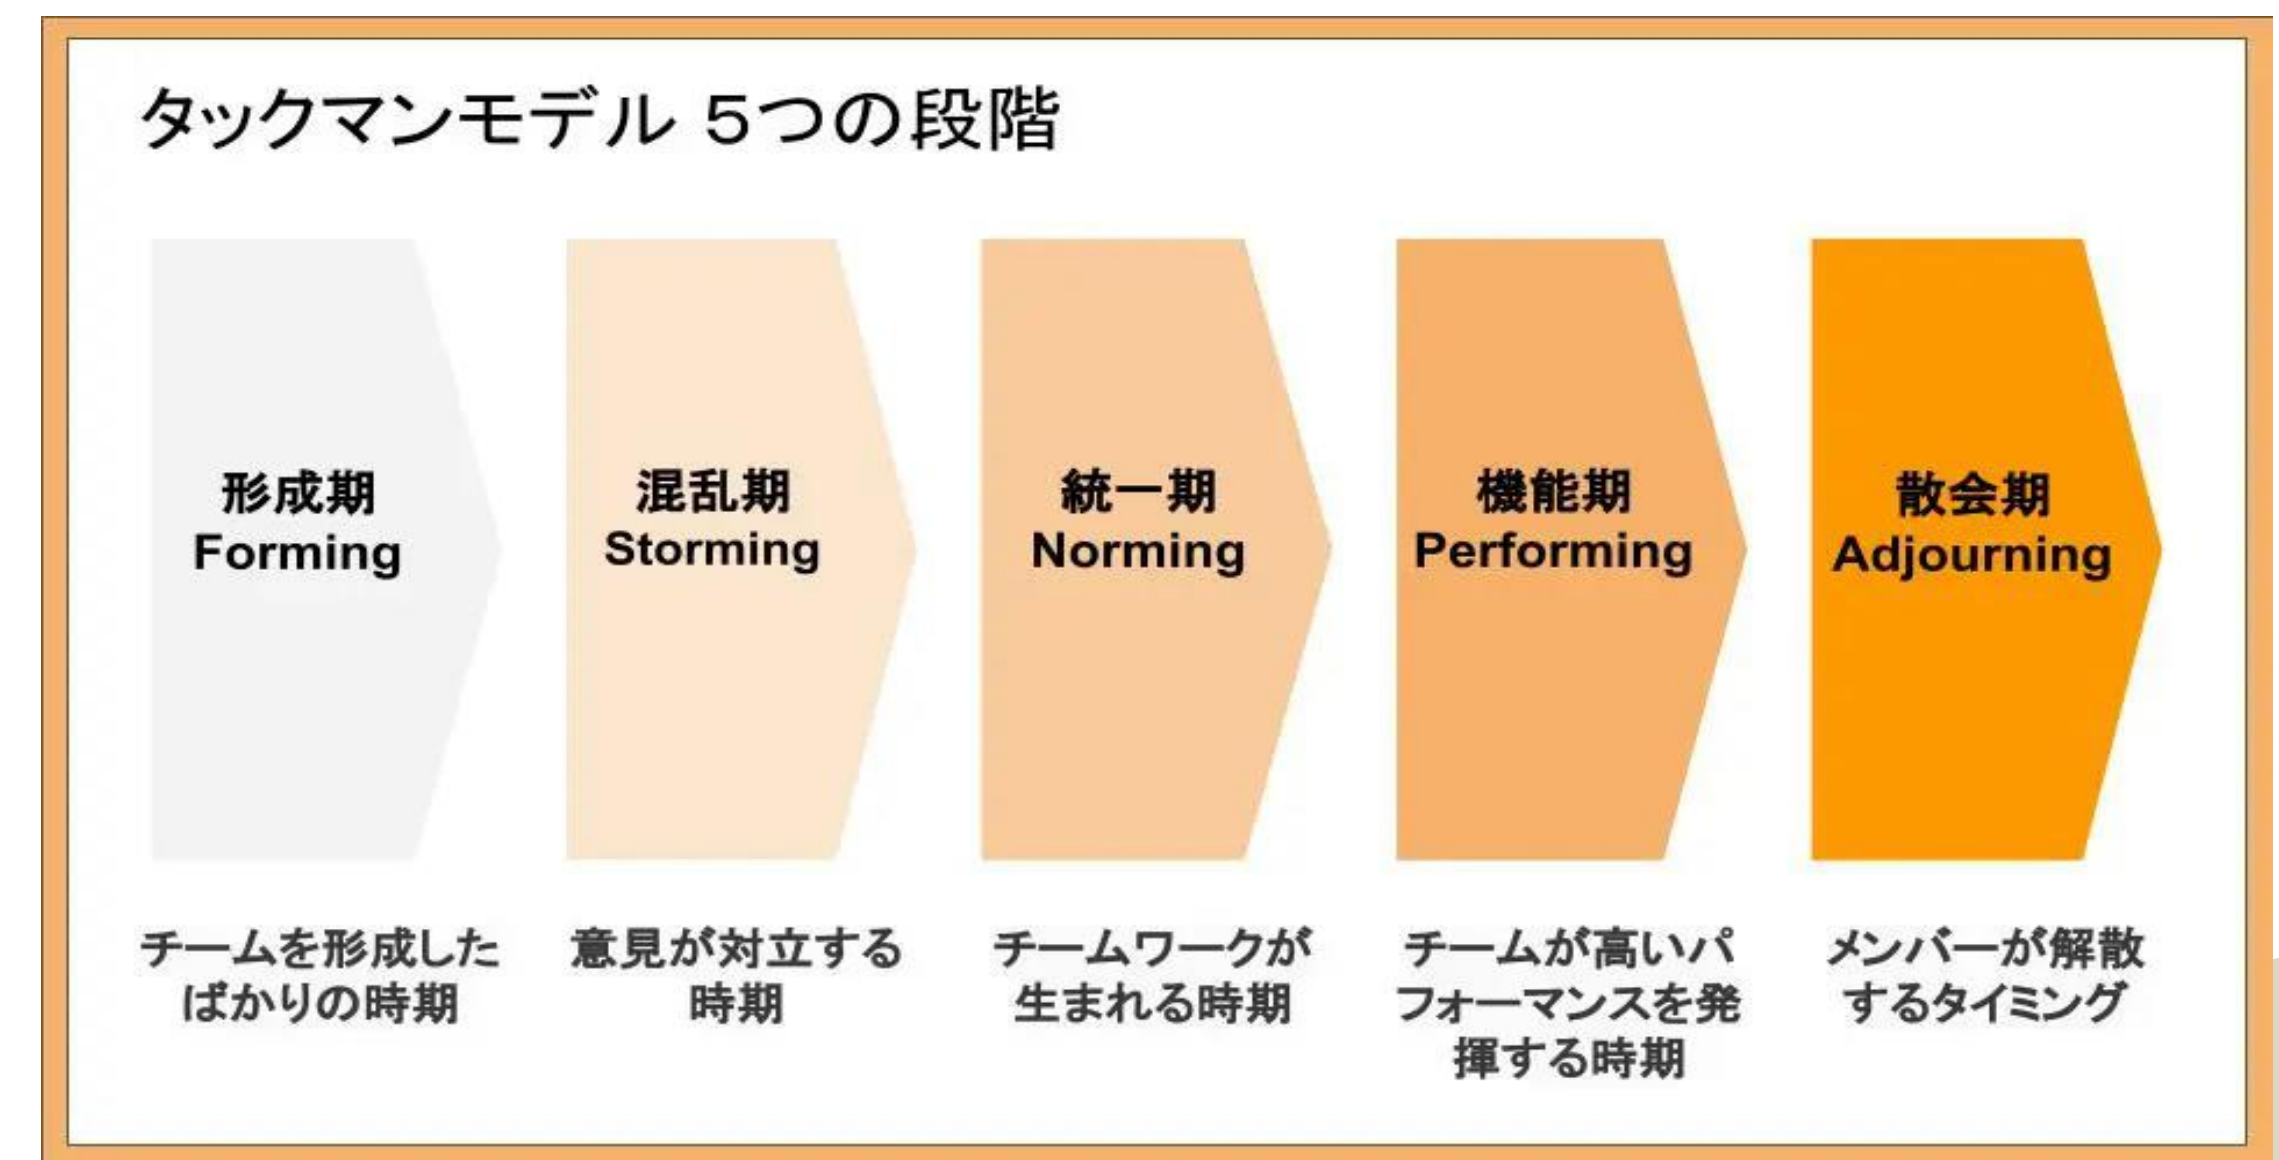 タックマンモデル 5つの段階
形成期
Forming
混乱期
Storming
統一期
Norming
機能期
Performing
散会期
Adjourning
チームを形成した
ばかりの時期
意見が対立する
時期
チームワークが
生まれる時期
チームが高いパ
フォーマンスを発
揮する時期
メンバーが解散
するタイミング